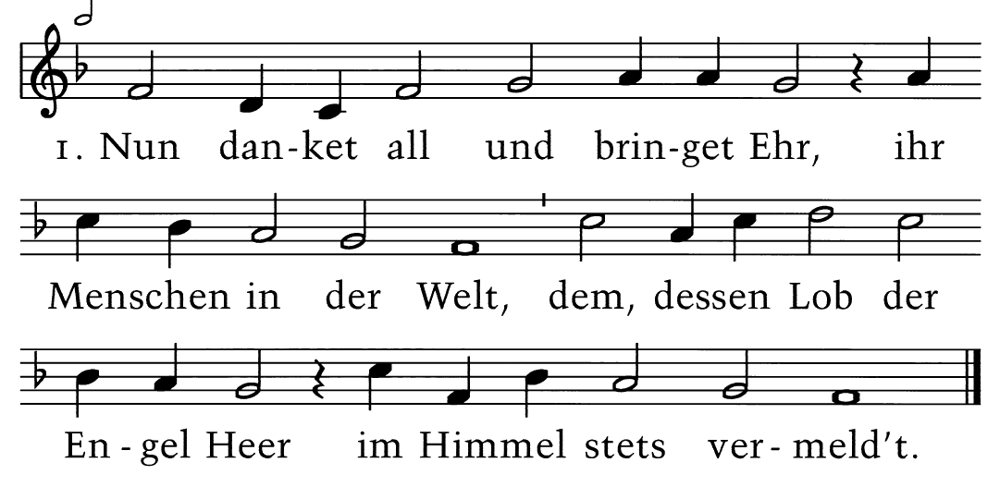 1. Nun dan-ket all und brin-get Ehr, ihr
Menschen in der Welt, dem, dessen Lob der
En - gel Heer im Himmel stets ver- meld't.